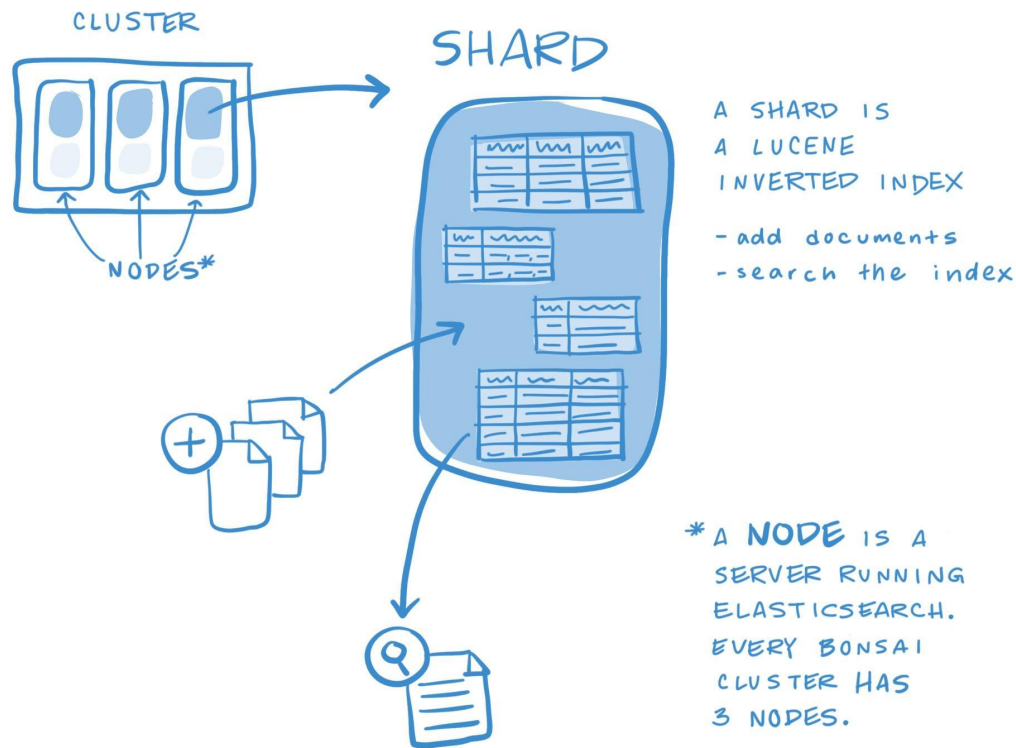 CLUSTER
NODES*
SHARD
A SHARD IS
A LUCENE
INVERTED INDEX
- add documents
- search the index
* A NODE IS A
SERVER RUNNING
ELASTICSEARCH.
EVERY BONSAI
CLUSTER HAS
3 NODES.